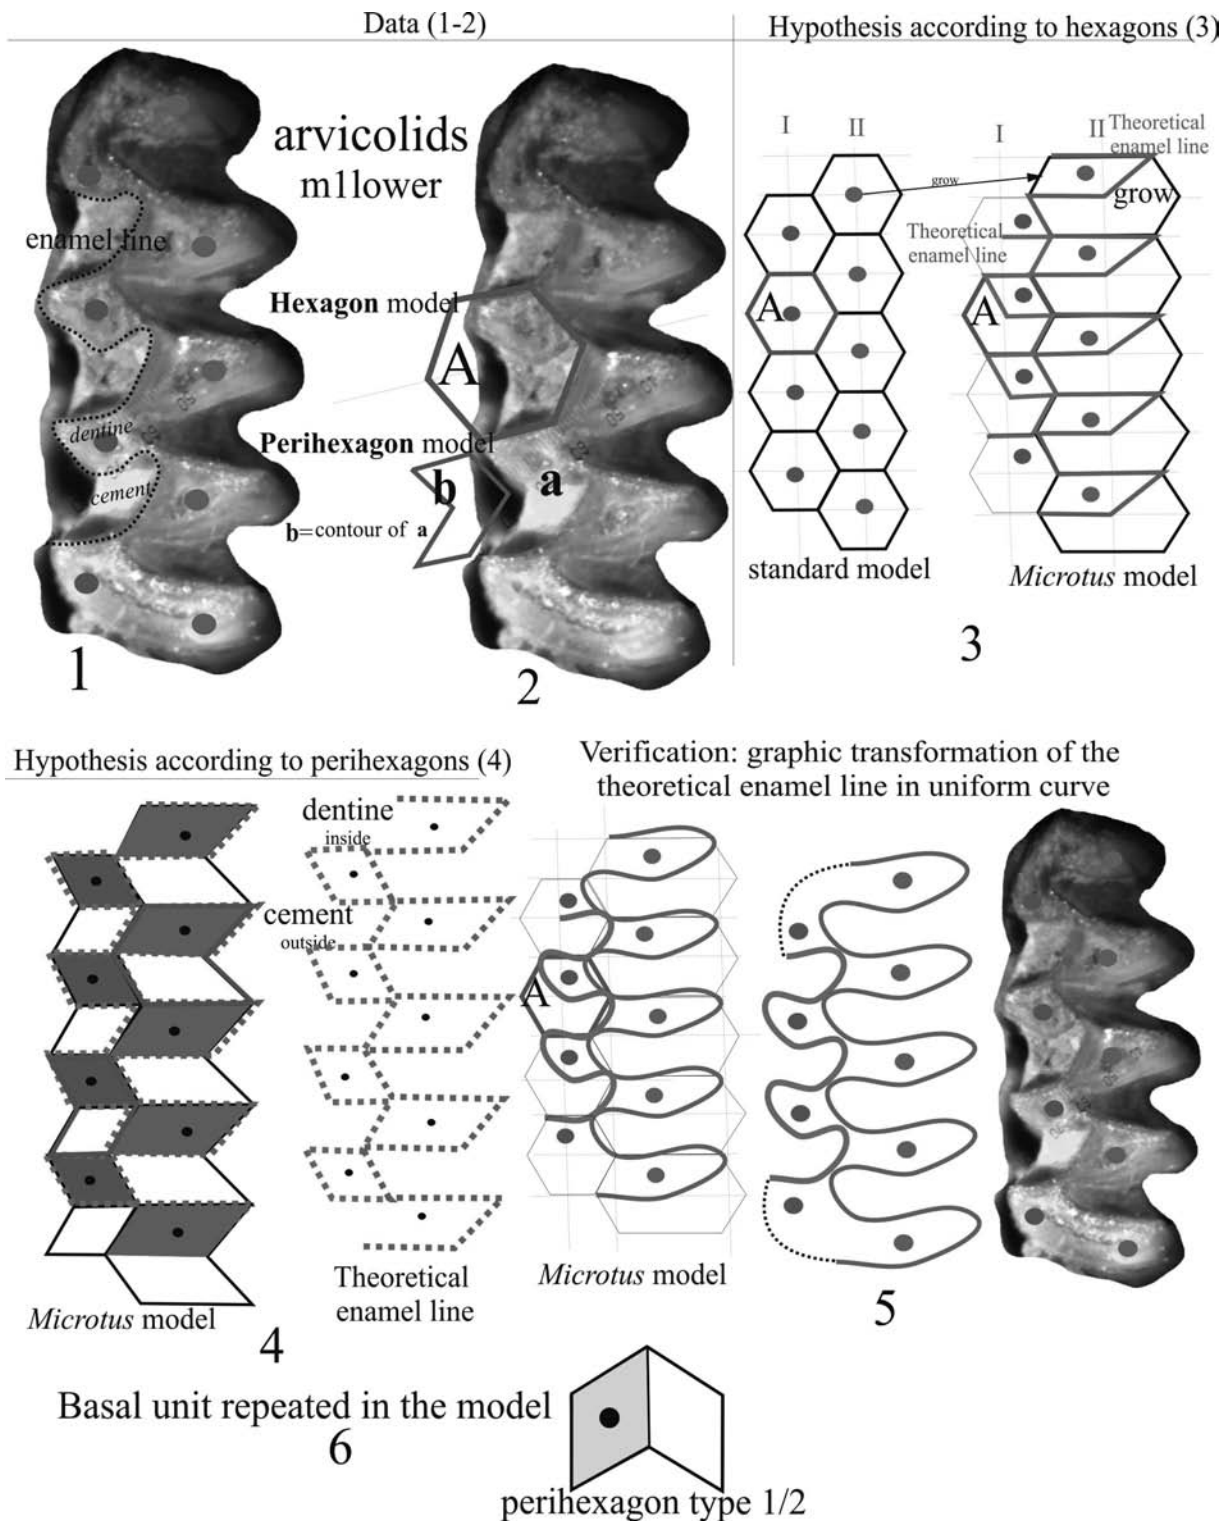 Data (1-2)
Hypothesis according to hexagons (3)
arvicolids
m1lower
enamel line
dentine
cement
1
Hexagon model
A
Perihexagon model
b
a
b=contour of a
2
I
II
A
standard model
grow
I
II
Theoretical
enamel line
grow
Theoretical
enamel line
A
Microtus model
3
Hypothesis according to perihexagons (4)
Microtus model
dentine
inside
cement
outside
Theoretical
enamel line
4
Verification: graphic transformation of the
theoretical enamel line in uniform curve
A
Microtus model
5
Basal unit repeated in the model
6
perihexagon type 1/2